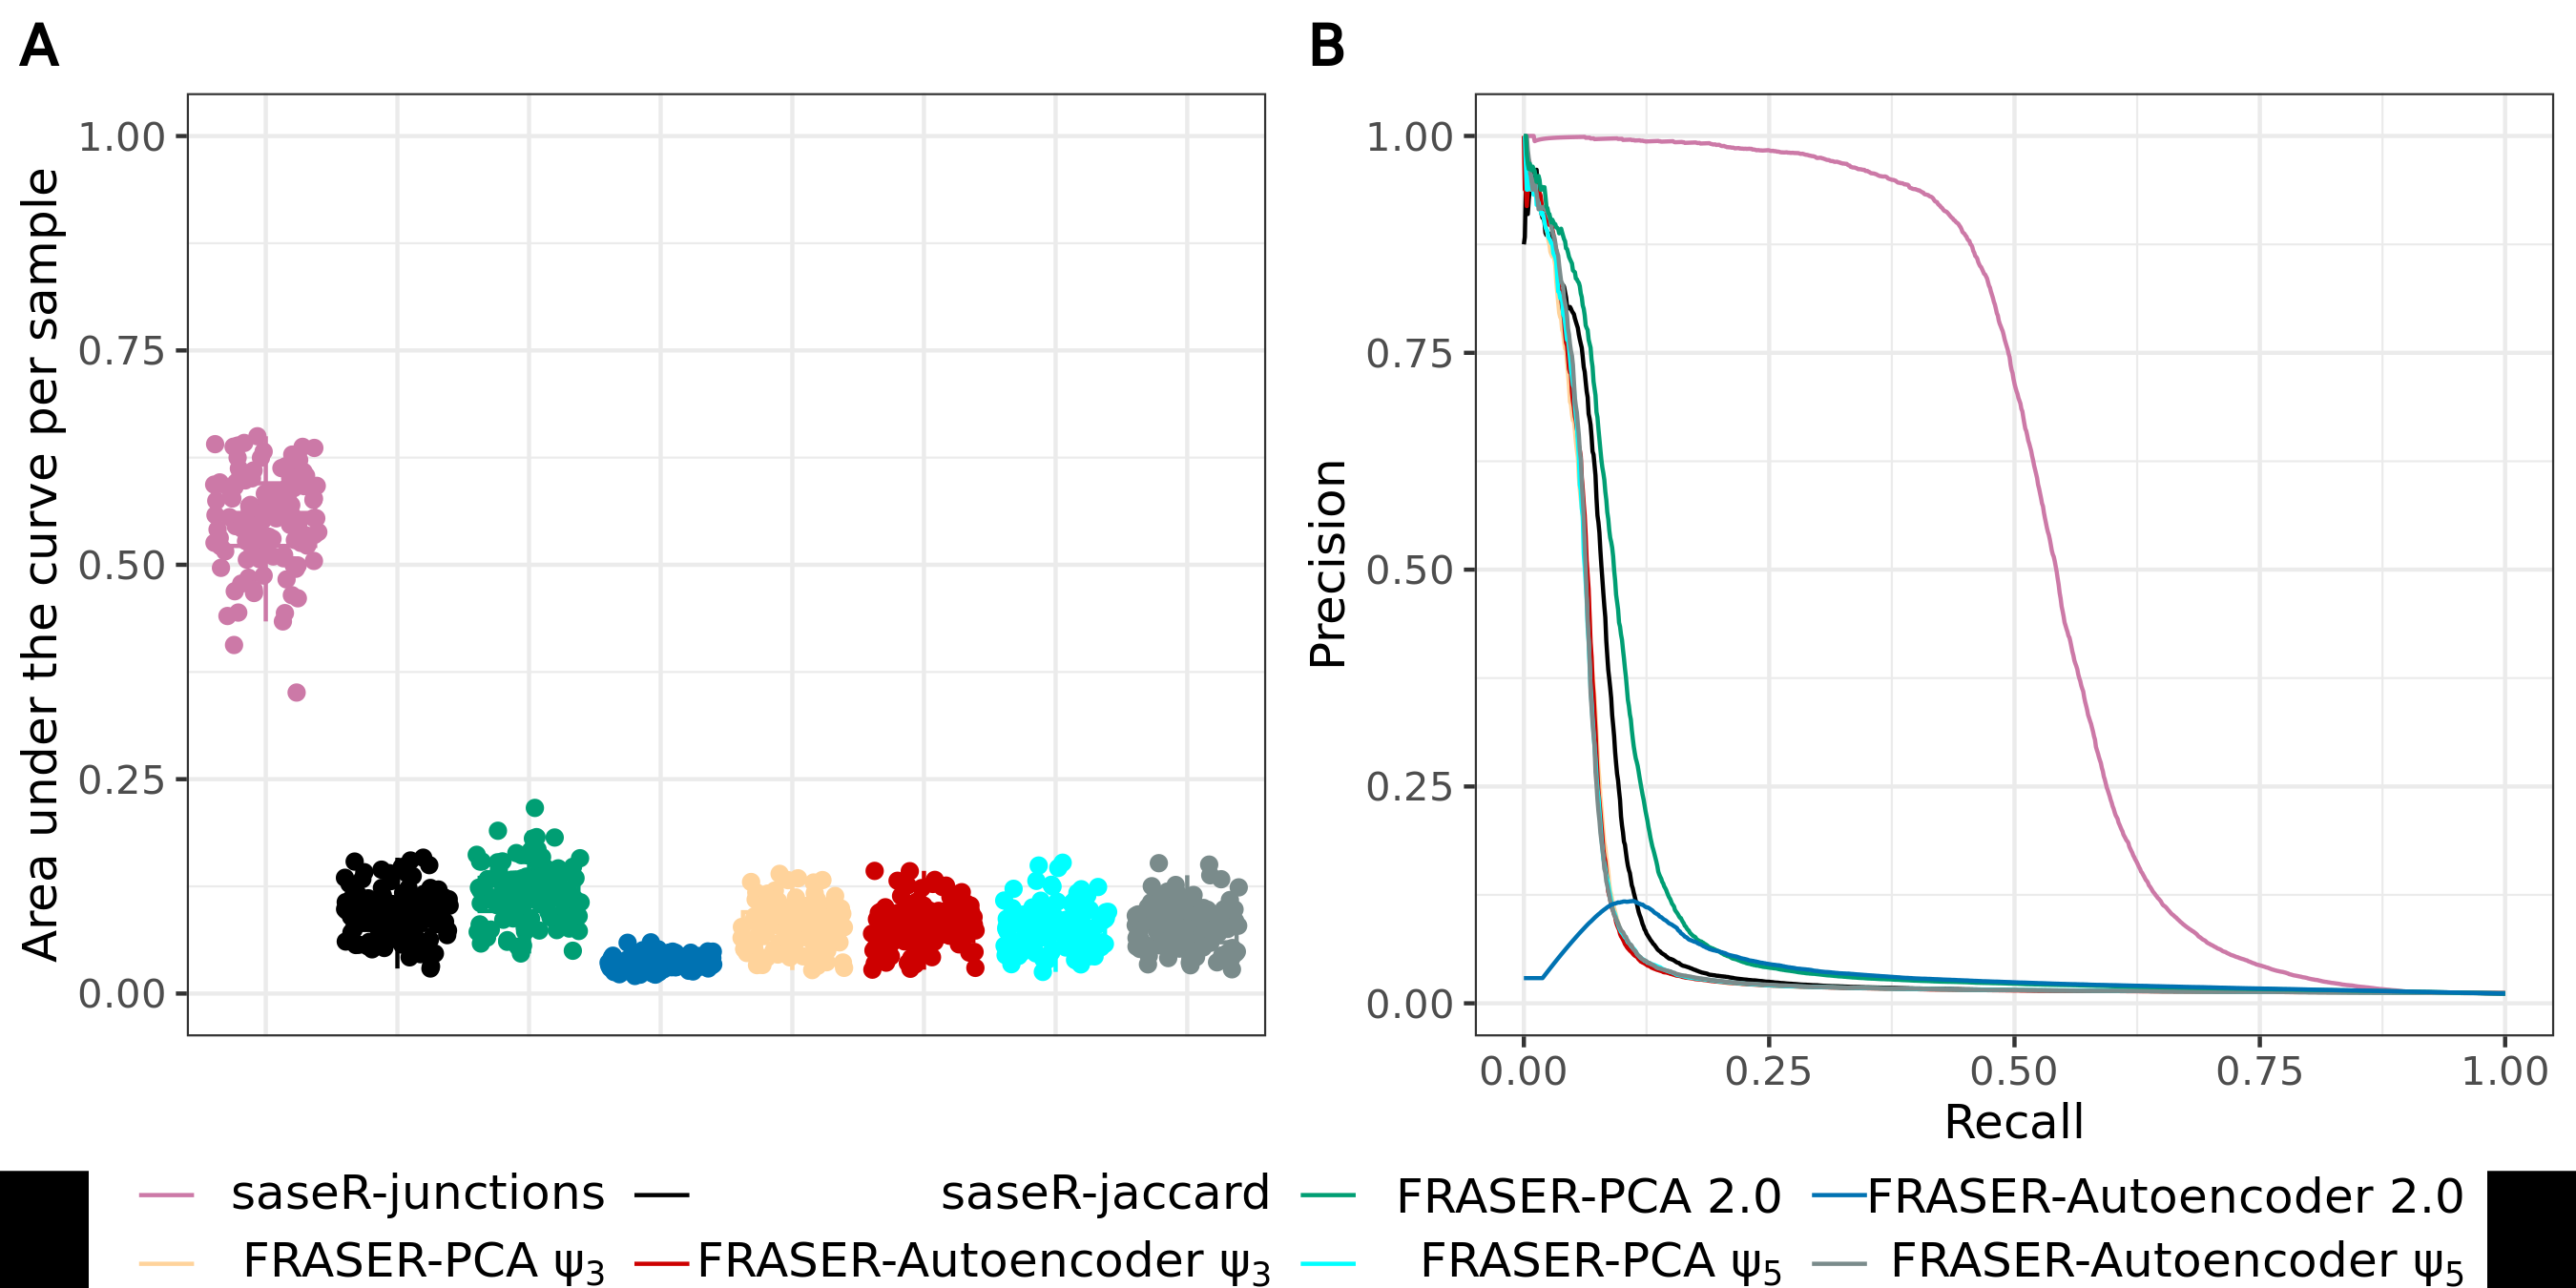 A
B
Area under the curve per sample
1.00
0.75
0.50
0.25
0.00
Precision
1.00
0.75
0.50
0.25
0.00
0.00 0.25 0.50 0.75 1.00
Recall
saseR-junctions saseR-jaccard FRASER-PCA 2.0 FRASER-Autoencoder 2.0
FRASER-PCA ψ₃ FRASER-Autoencoder ψ₃ FRASER-PCA ψ₅ FRASER-Autoencoder ψ₅